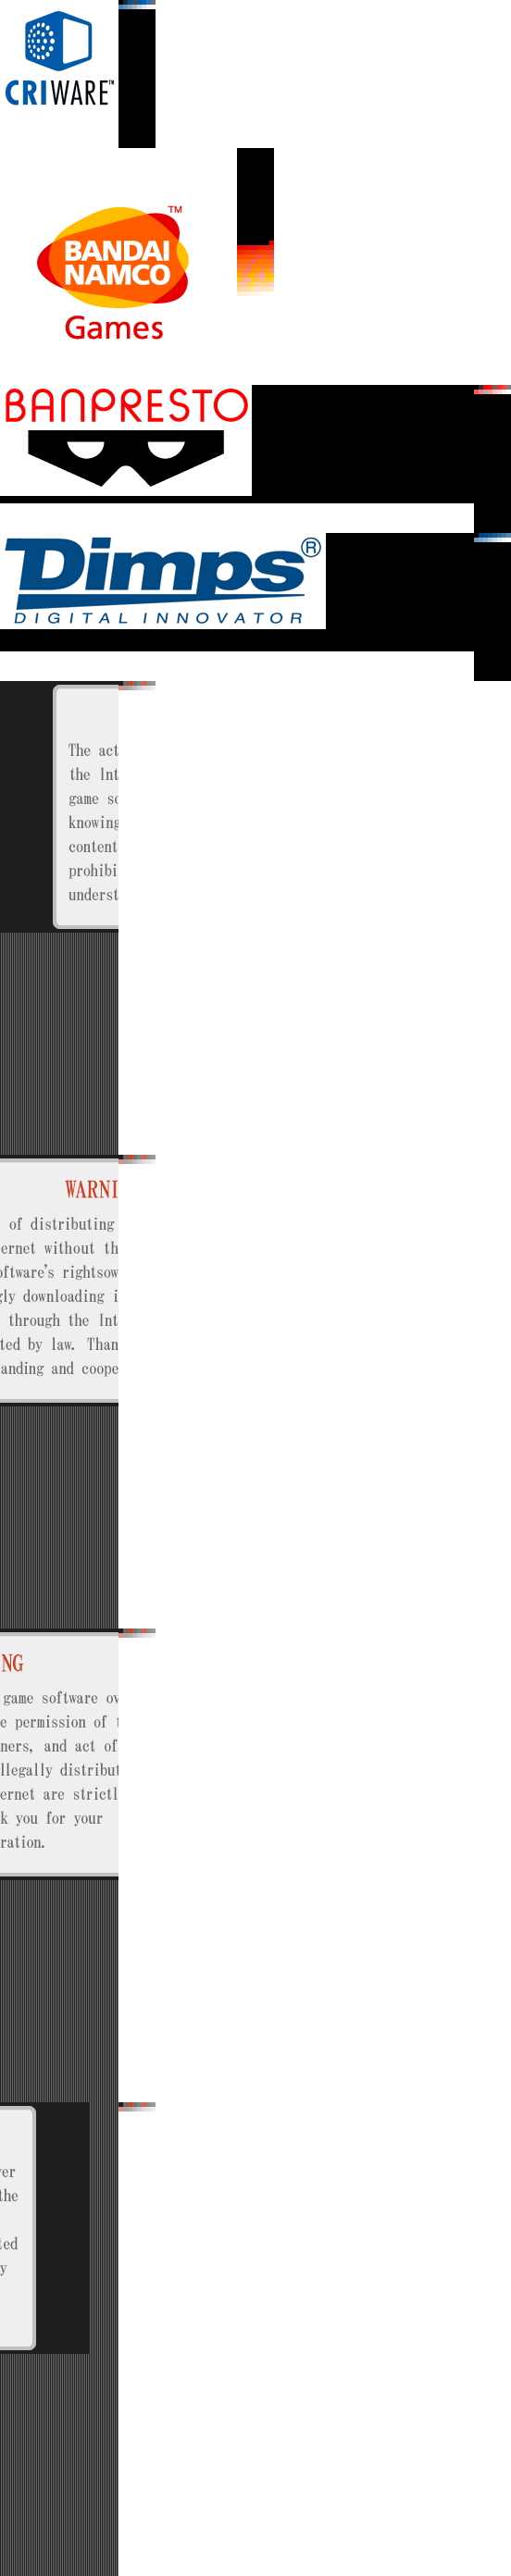 CRIWARE™
TM
BANDAI
NAMCO
Games
BANPRESTO
Dimps®
DIGITAL INNOVATOR
The act
the Int
game so
knowing
content
prohibi
underst
WARNI
of distributing
ernet without th
oftware's rightsow
gly downloading i
through the Int
ted by law. Than
anding and coope
NG
game software ov
e permission of t
ners, and act of
llegally distribut
ernet are strictl
k you for your
ration.
ver
the
ted
y